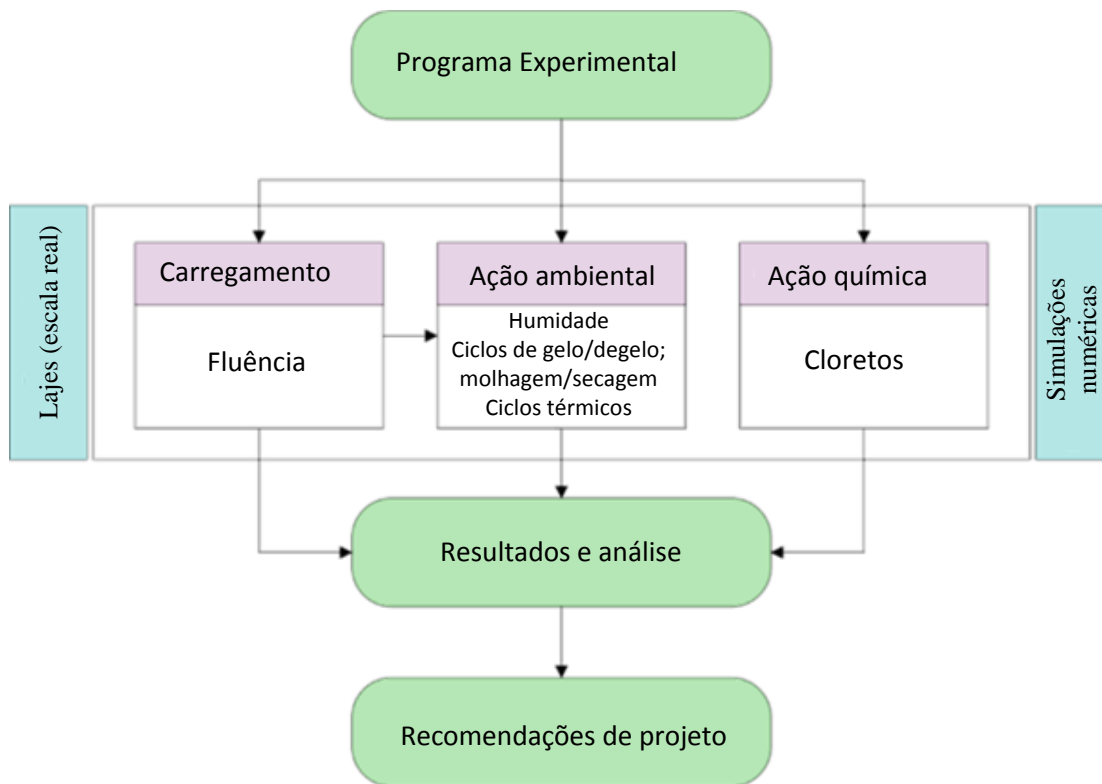 Programa Experimental
Lajes (escala real)
Carregamento
Fluência
Ação ambiental
Humidade
Ciclos de gelo/degelo;
molhagem/secagem
Ciclos térmicos
Ação química
Cloretos
Simulações
numéricas
Resultados e análise
Recomendações de projeto